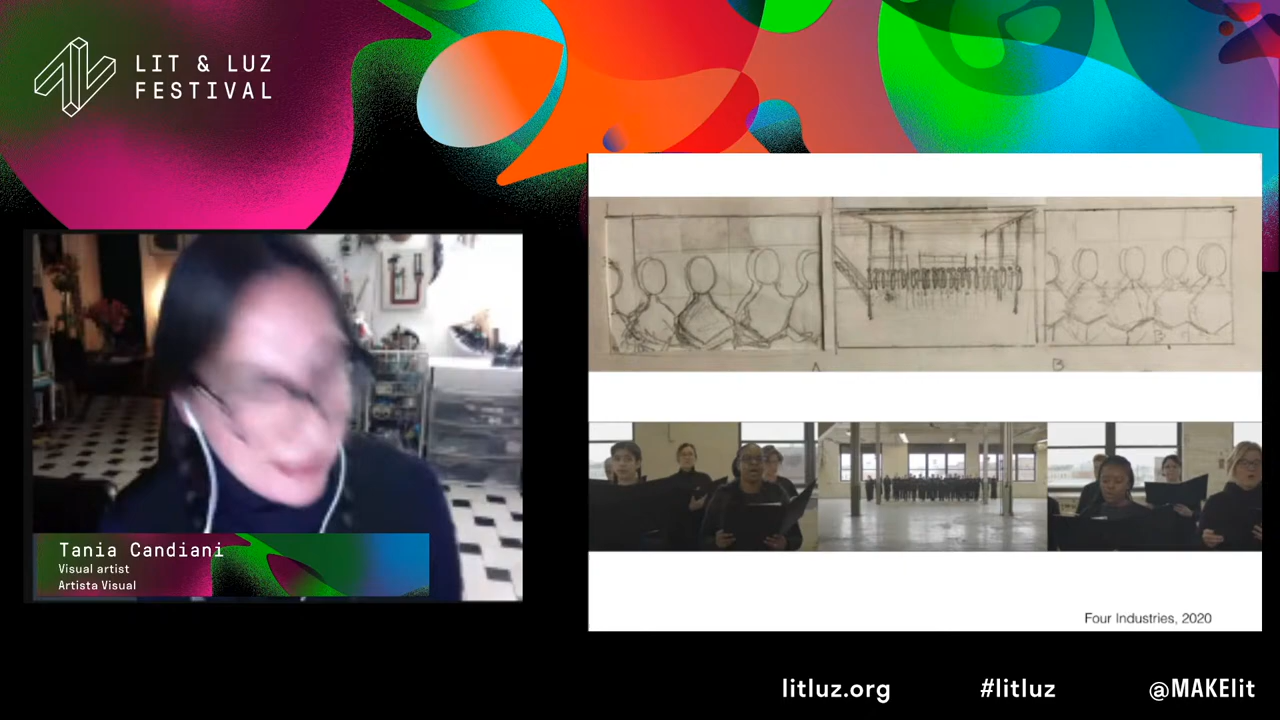 LIT & LUZ
FESTIVAL
A
B
Tania Candiani
Visual artist
Artista Visual
Four Industries, 2020
litluz.org
#litluz
@MAKElit